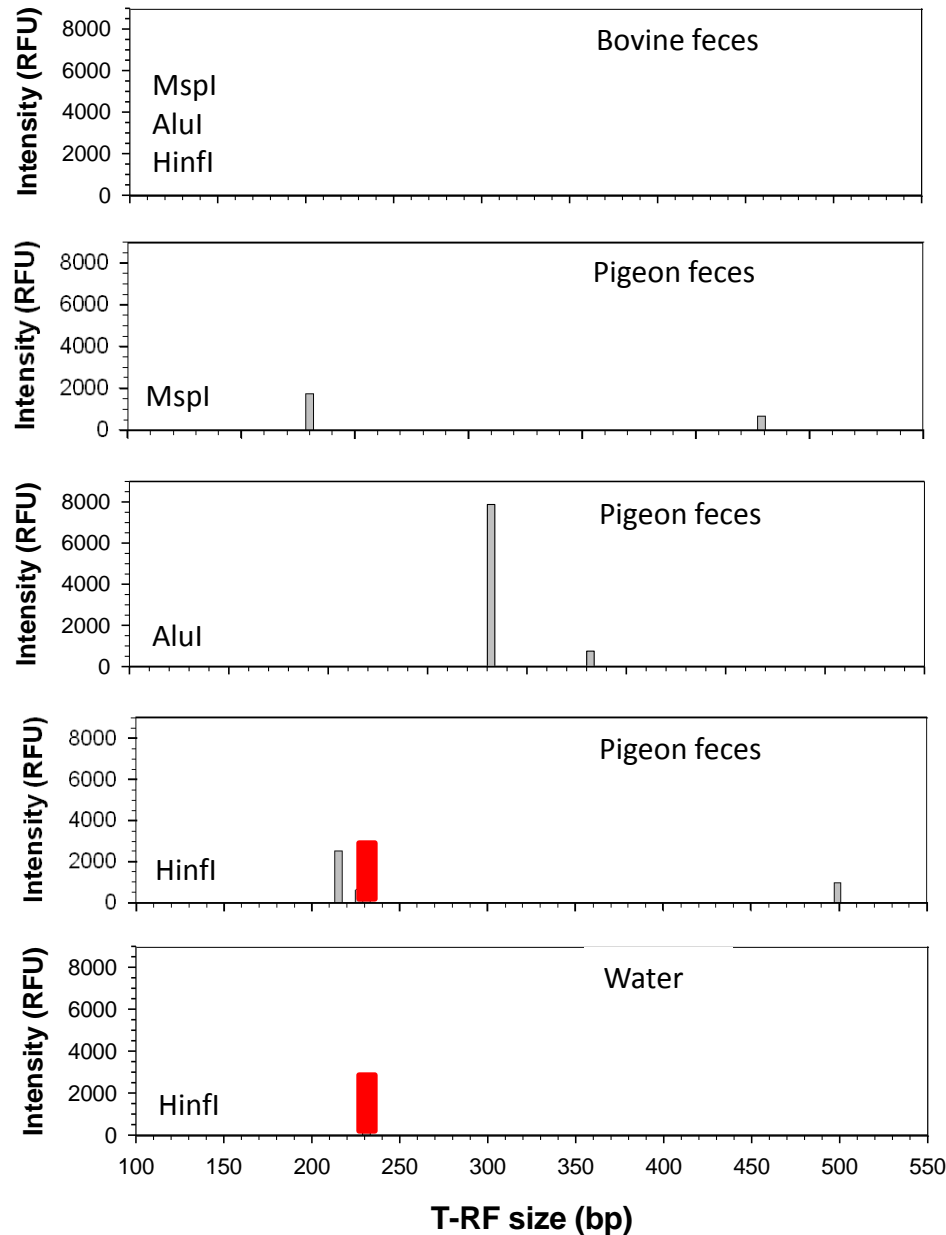 Intensity (RFU)
8000
6000
4000
2000
0
Bovine feces
MspI
AluI
HinfI
Intensity (RFU)
8000
6000
4000
2000
0
Pigeon feces
MspI
Intensity (RFU)
8000
6000
4000
2000
0
Pigeon feces
AluI
Intensity (RFU)
8000
6000
4000
2000
0
Pigeon feces
HinfI
Intensity (RFU)
8000
6000
4000
2000
0
Water
HinfI
100 150 200 250 300 350 400 450 500 550
T-RF size (bp)